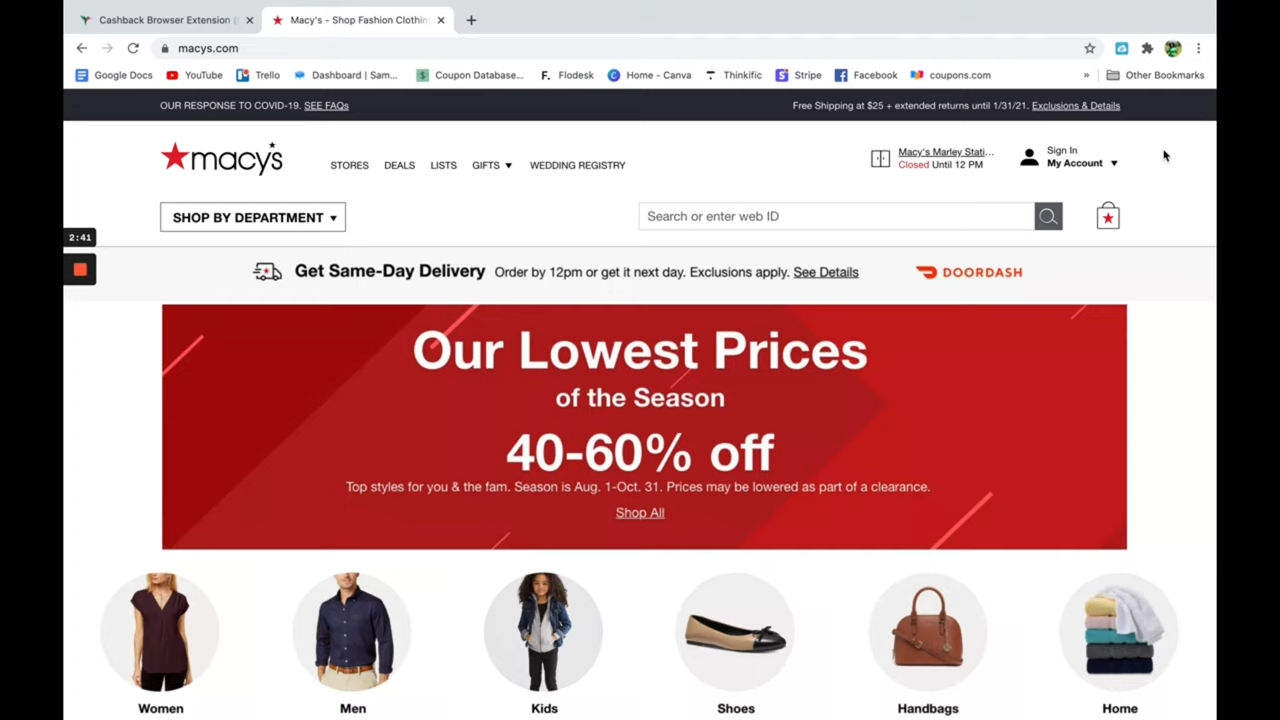 Cashback Browser Extension (
Macy's - Shop Fashion Clothing
macys.com
Google Docs
YouTube
Trello
Dashboard | Sam...
Coupon Database...
F. Flodesk
Home - Canva
Thinkific
Stripe
Facebook
coupons.com
»
Other Bookmarks
OUR RESPONSE TO COVID-19. SEE FAQs
Free Shipping at $25 + extended returns until 1/31/21. Exclusions & Details
macy's
STORES
DEALS
LISTS
GIFTS
WEDDING REGISTRY
Macy's Marley Stati...
Closed Until 12 PM
Sign In
My Account
SHOP BY DEPARTMENT
Search or enter web ID
2:41
Get Same-Day Delivery Order by 12pm or get it next day. Exclusions apply. See Details
DOORDASH
Our Lowest Prices
of the Season
40-60% off
Top styles for you & the fam. Season is Aug. 1-Oct. 31. Prices may be lowered as part of a clearance.
Shop All
Women
Men
Kids
Shoes
Handbags
Home